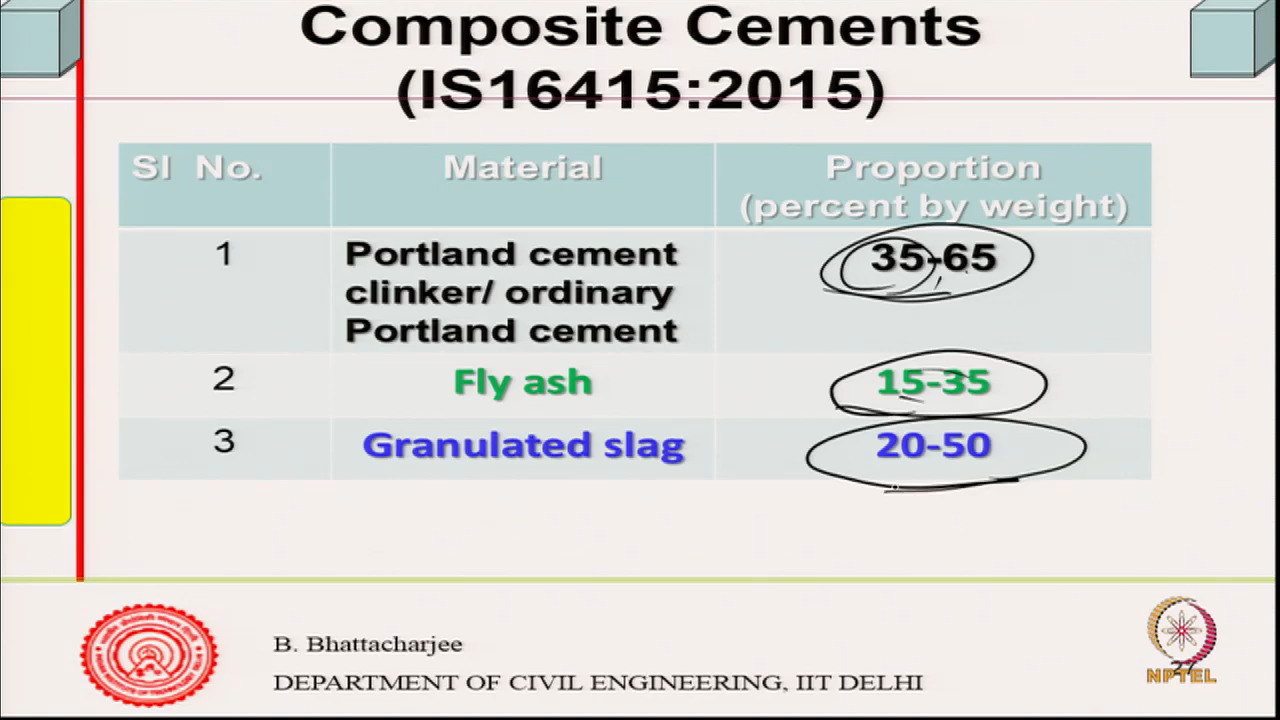 Composite Cements
(IS16415:2015)
Sl No.
Material
Proportion
(percent by weight)
1
Portland cement
clinker/ ordinary
Portland cement
35-65
2
Fly ash
15-35
3
Granulated slag
20-50
B. Bhattacharjee
DEPARTMENT OF CIVIL ENGINEERING, IIT DELHI
27
NPTEL